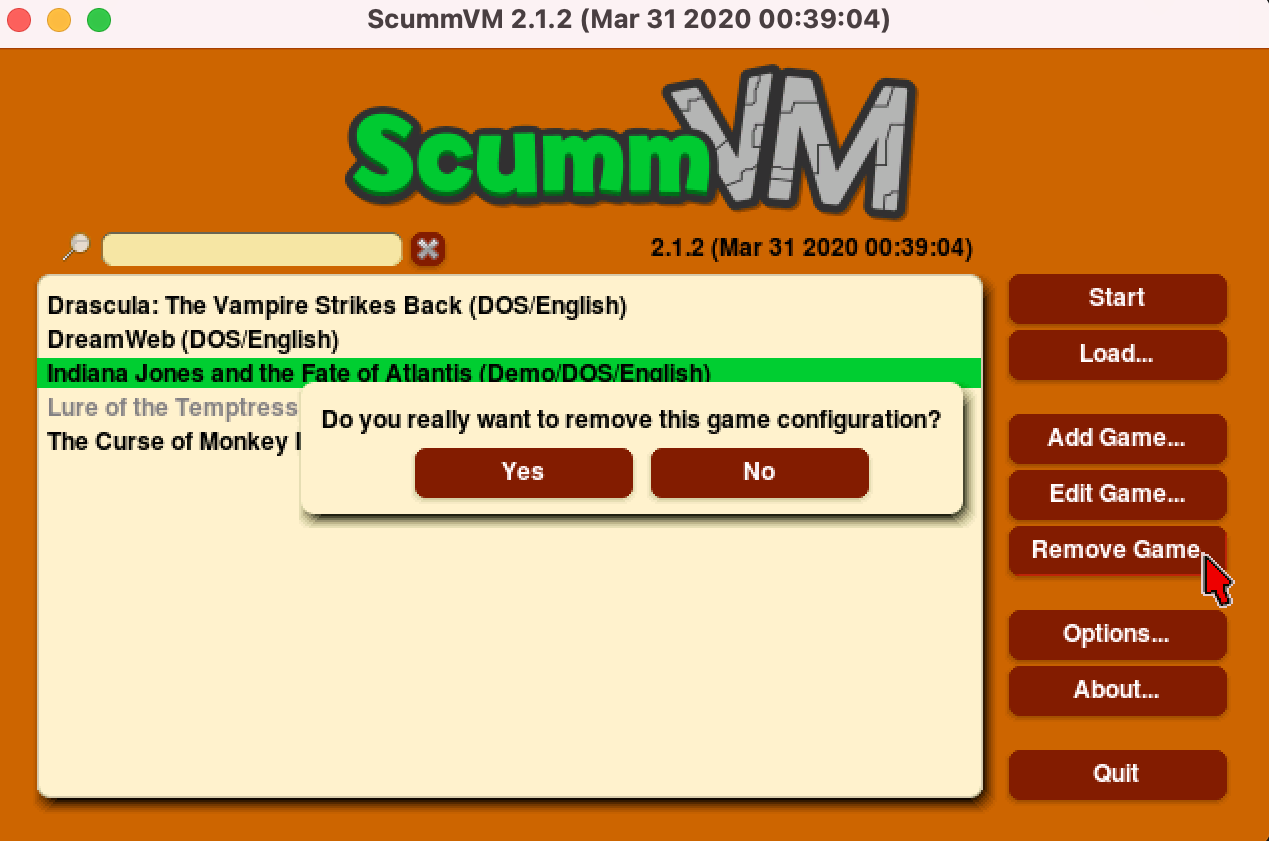 ScummVM 2.1.2 (Mar 31 2020 00:39:04)
ScummVM
2.1.2 (Mar 31 2020 00:39:04)
Drascula: The Vampire Strikes Back (DOS/English)
DreamWeb (DOS/English)
Indiana Jones and the Fate of Atlantis (Demo/DOS/English)
Lure of the Temptress
The Curse of Monkey
Do you really want to remove this game configuration?
Yes
No
Start
Load...
Add Game...
Edit Game...
Remove Game
Options...
About...
Quit